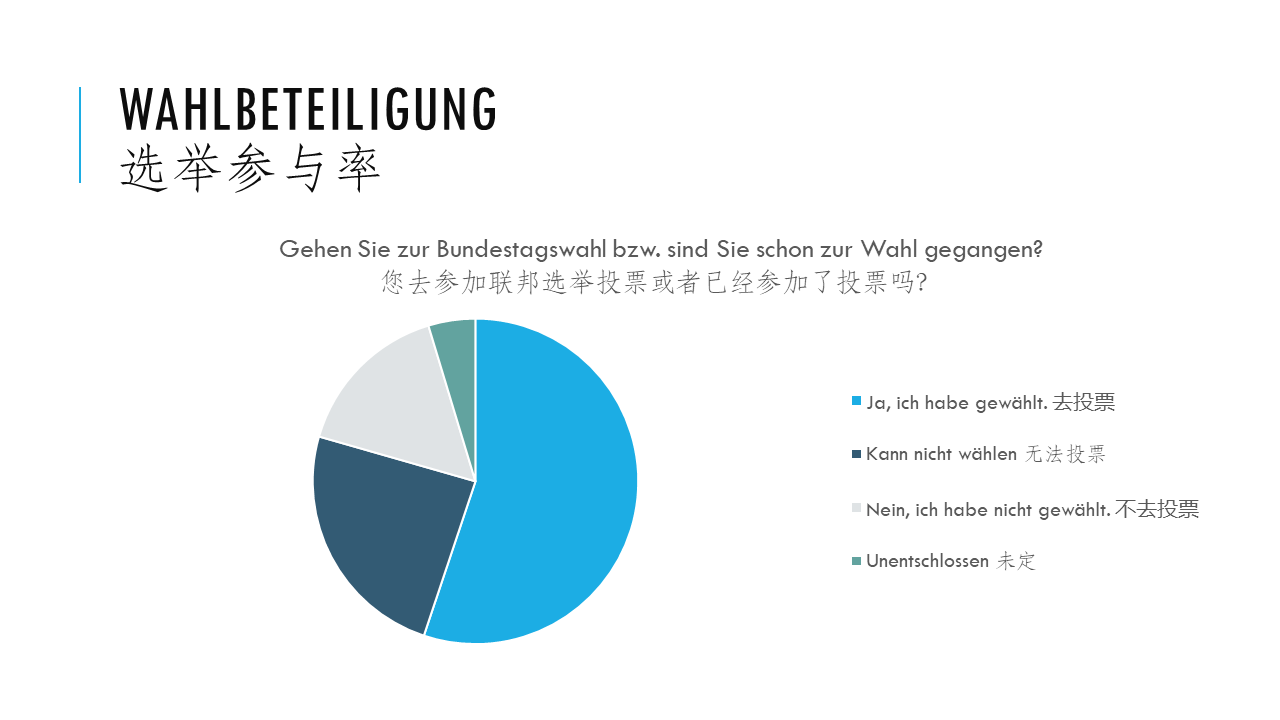 WAHLBETEILIGUNG
选举参与率
Gehen Sie zur Bundestagswahl bzw. sind Sie schon zur Wahl gegangen?
您去参加联邦选举投票或者已经参加了投票吗?
Ja, ich habe gewählt. 去投票
Kann nicht wählen 无法投票
Nein, ich habe nicht gewählt. 不去投票
Unentschlossen 未定